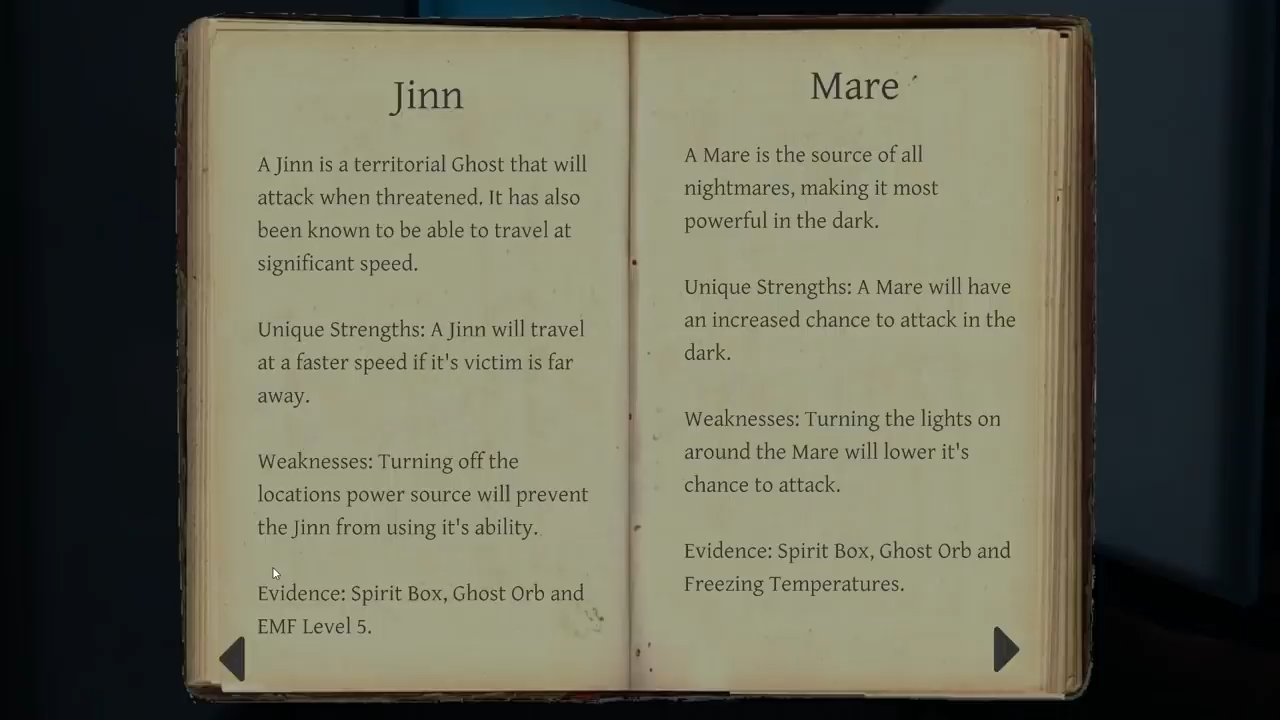 Jinn
A Jinn is a territorial Ghost that will
attack when threatened. It has also
been known to be able to travel at
significant speed.
Unique Strengths: A Jinn will travel
at a faster speed if it's victim is far
away.
Weaknesses: Turning off the
locations power source will prevent
the Jinn from using it's ability.
Evidence: Spirit Box, Ghost Orb and
EMF Level 5.
Mare
A Mare is the source of all
nightmares, making it most
powerful in the dark.
Unique Strengths: A Mare will have
an increased chance to attack in the
dark.
Weaknesses: Turning the lights on
around the Mare will lower it's
chance to attack.
Evidence: Spirit Box, Ghost Orb and
Freezing Temperatures.